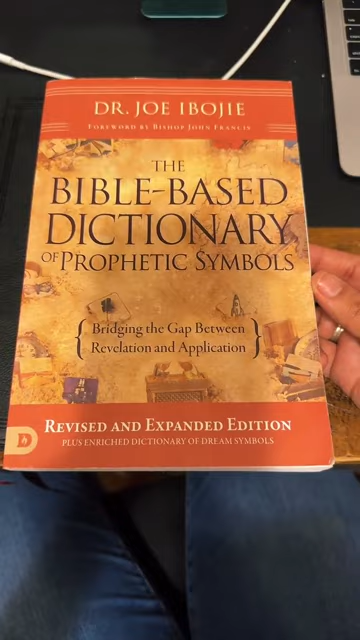 DR. JOE IBOJIE
FOREWORD BY BISHOP JOHN FRANCIS
THE
BIBLE-BASED
DICTIONARY
OF PROPHETIC SYMBOLS
{ Bridging the Gap Between
Revelation and Application }
REVISED AND EXPANDED EDITION
PLUS ENRICHED DICTIONARY OF DREAM SYMBOLS